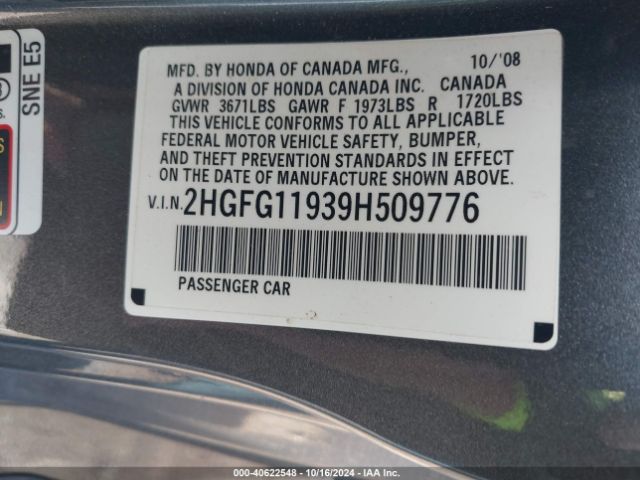 SNE E5
MFD. BY HONDA OF CANADA MFG., 10/'08
A DIVISION OF HONDA CANADA INC. CANADA
GVWR 3671LBS GAWR F 1973LBS R 1720LBS
THIS VEHICLE CONFORMS TO ALL APPLICABLE
FEDERAL MOTOR VEHICLE SAFETY, BUMPER,
AND THEFT PREVENTION STANDARDS IN EFFECT
ON THE DATE OF MANUFACTURE SHOWN ABOVE.
V.I.N. 2HGFG11939H509776
PASSENGER CAR
000-40622548 - 10/16/2024 - IAA Inc.